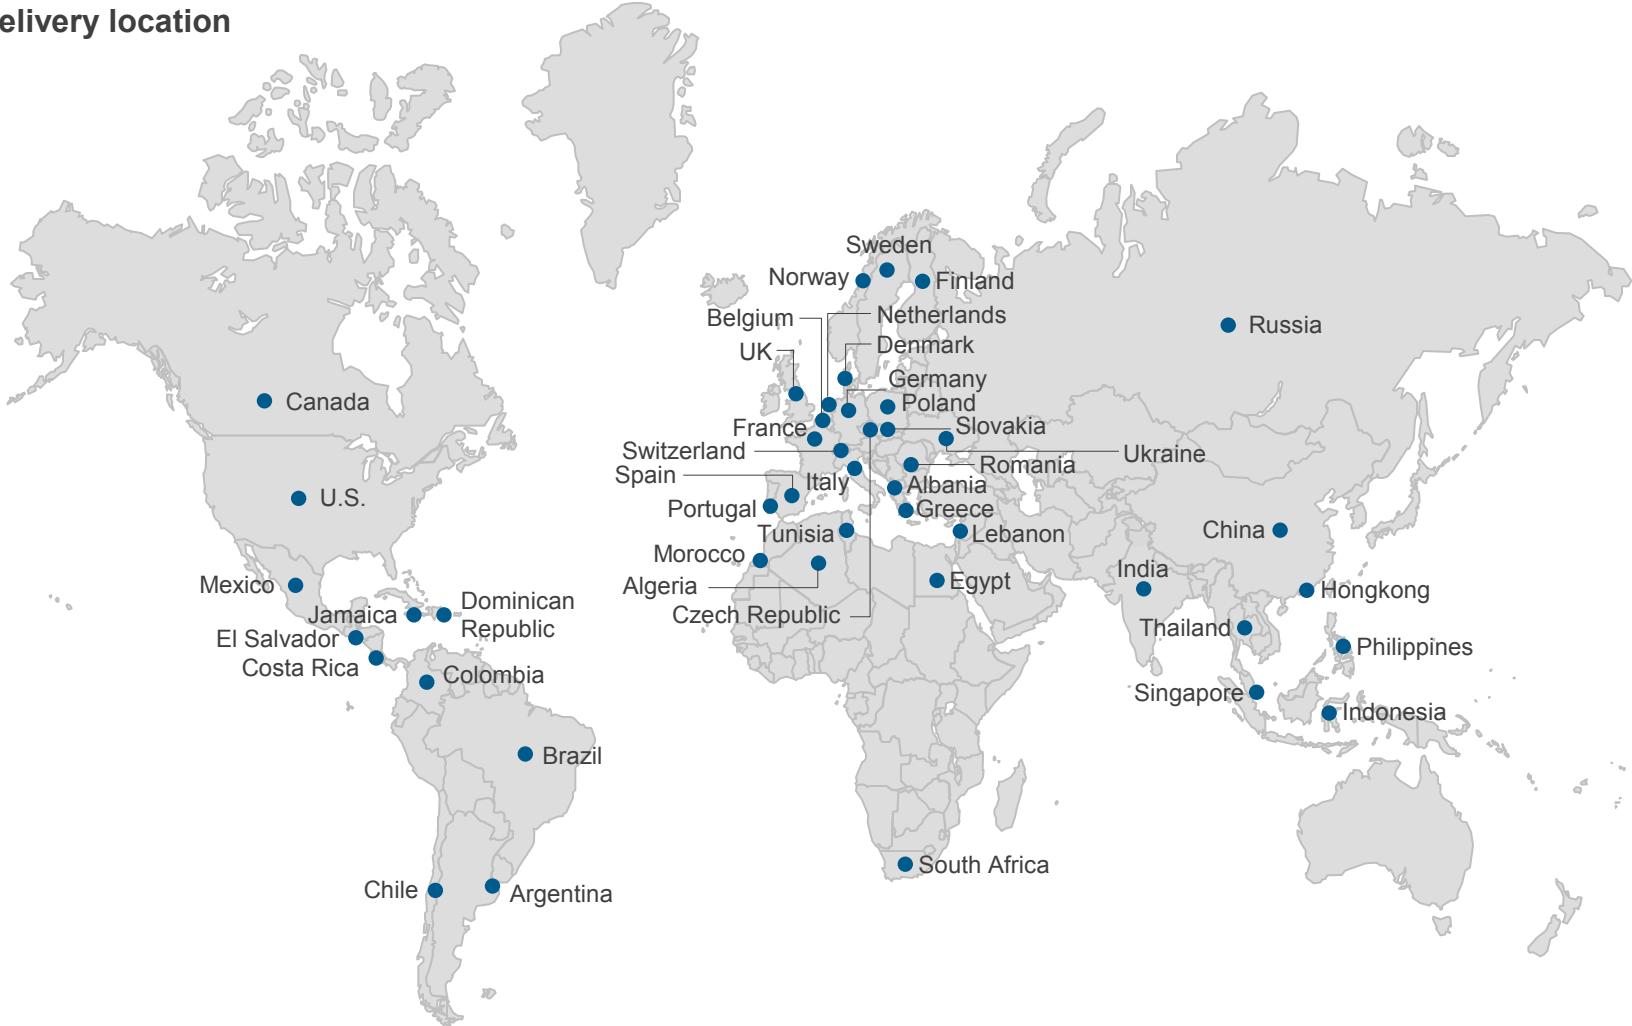 elivery location
Sweden
Norway
Finland
Belgium
Netherlands
UK
Denmark
Germany
Poland
France
Slovakia
Switzerland
Ukraine
Romania
Spain
Italy
Albania
Portugal
Greece
Tunisia
Lebanon
Morocco
Algeria
Egypt
Czech Republic
Russia
Canada
U.S.
Mexico
Jamaica
Dominican
Republic
El Salvador
Costa Rica
Colombia
Brazil
Chile
Argentina
South Africa
China
India
Hongkong
Thailand
Philippines
Singapore
Indonesia